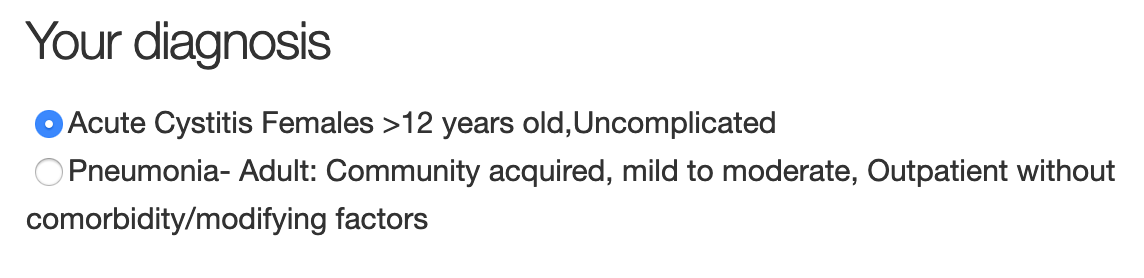 Your diagnosis
Acute Cystitis Females >12 years old,Uncomplicated
Pneumonia- Adult: Community acquired, mild to moderate, Outpatient without
comorbidity/modifying factors